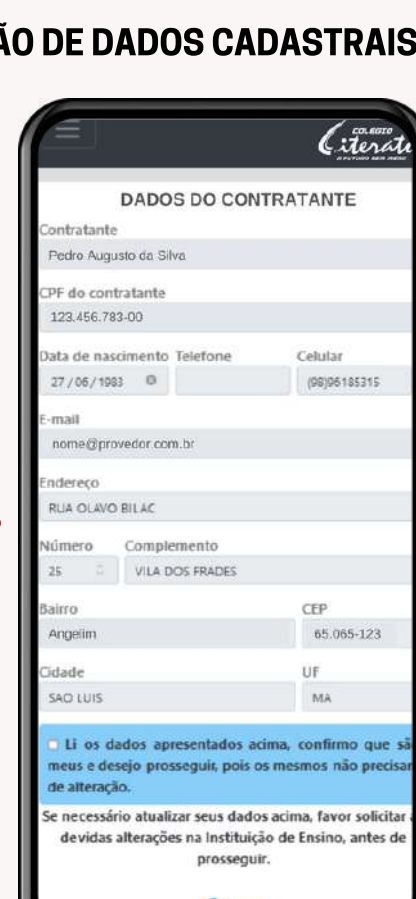 ÃO DE DADOS CADASTRAIS
COLEGIO
Literato
DADOS DO CONTRATANTE
Contratante
Pedro Augusto da Silva
CPF do contratante
123.456.783-00
Data de nascimento Telefone Celular
27/06/1983 (98)96185315
E-mail
nome@provedor.com.br
Endereço
RUA OLAVO BILAC
Número Complemento
25 VILA DOS FRADES
Bairro CEP
Angelim 65.065-123
Cidade UF
SAO LUIS MA
Li os dados apresentados acima, confirmo que sã
meus e desejo prosseguir, pois os mesmos não precisar
de alteração.
Se necessário atualizar seus dados acima, favor solicitar a
devidas alterações na Instituição de Ensino, antes de
prosseguir.